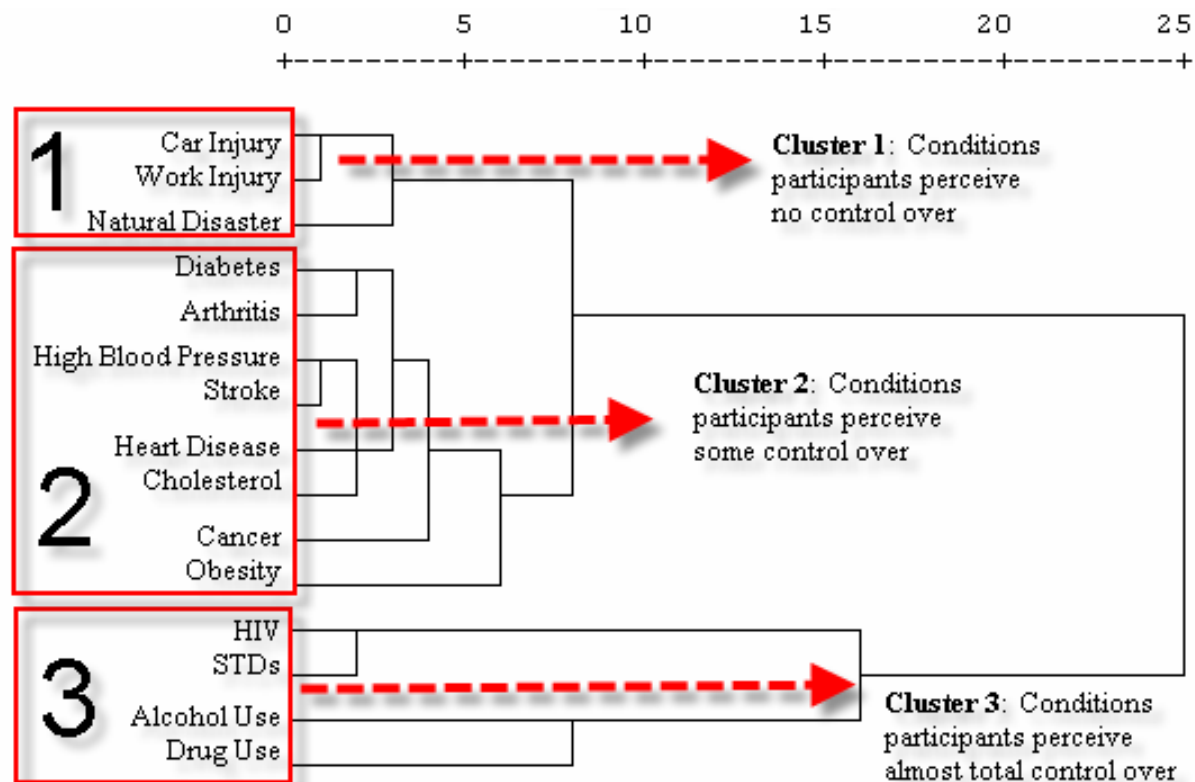 0 5 10 15 20 25
+---------+---------+---------+---------+---------+
1
Car Injury
Work Injury
Natural Disaster
Cluster 1: Conditions
participants perceive
no control over
2
Diabetes
Arthritis
High Blood Pressure
Stroke
Heart Disease
Cholesterol
Cancer
Obesity
Cluster 2: Conditions
participants perceive
some control over
3
HIV
STDs
Alcohol Use
Drug Use
Cluster 3: Conditions
participants perceive
almost total control over